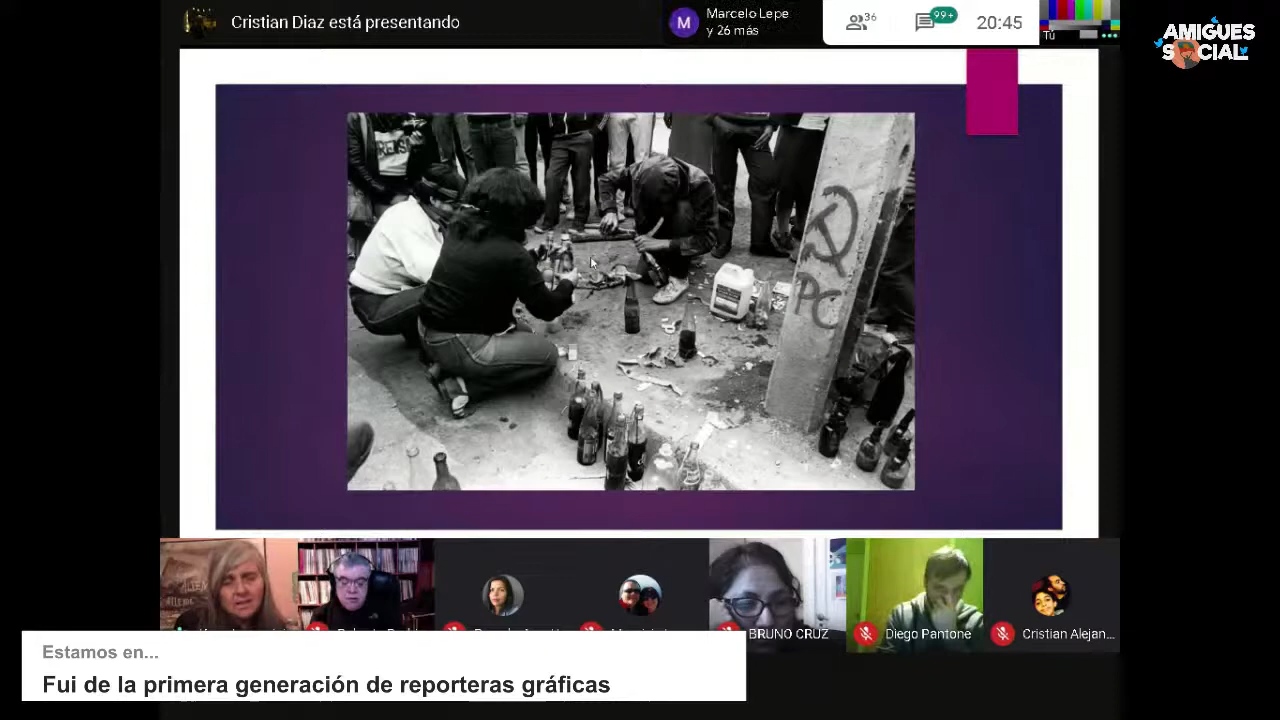 Cristian Diaz está presentando
Marcelo Lepe
y 26 más
36
99+
20:45
Tú
AMIGUES
SOCIAL
PC
BRUNO CRUZ
Diego Pantone
Cristian Alejan...
Estamos en...
Fui de la primera generación de reporteras gráficas